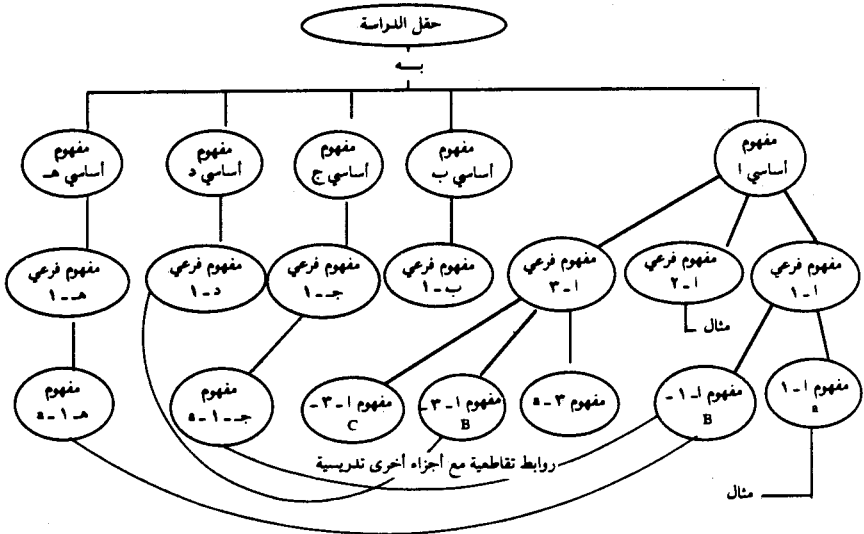 حقل الدراسة
بـــه
مفهوم
أساسي ا
مفهوم
أساسي ب
مفهوم
أساسي ج
مفهوم
أساسي د
مفهوم
أساسي هـ
مفهوم فرعي
ا - ١
مفهوم فرعي
ا - ٢
مفهوم فرعي
ا - ٣
مفهوم فرعي
ب - ١
مفهوم فرعي
جـ - ١
مفهوم فرعي
د - ١
مفهوم فرعي
هـ - ١
مثال
مفهوم ا - ١
a
مفهوم ا - ١ -
B
مفهوم ٣ - a
مفهوم ا - ٣ -
B
مفهوم ا - ٣ -
C
مفهوم
جـ - ١ - a
مفهوم
هـ - ١ - a
روابط تقاطعية مع أجزاء أخرى تدريسية
مثال